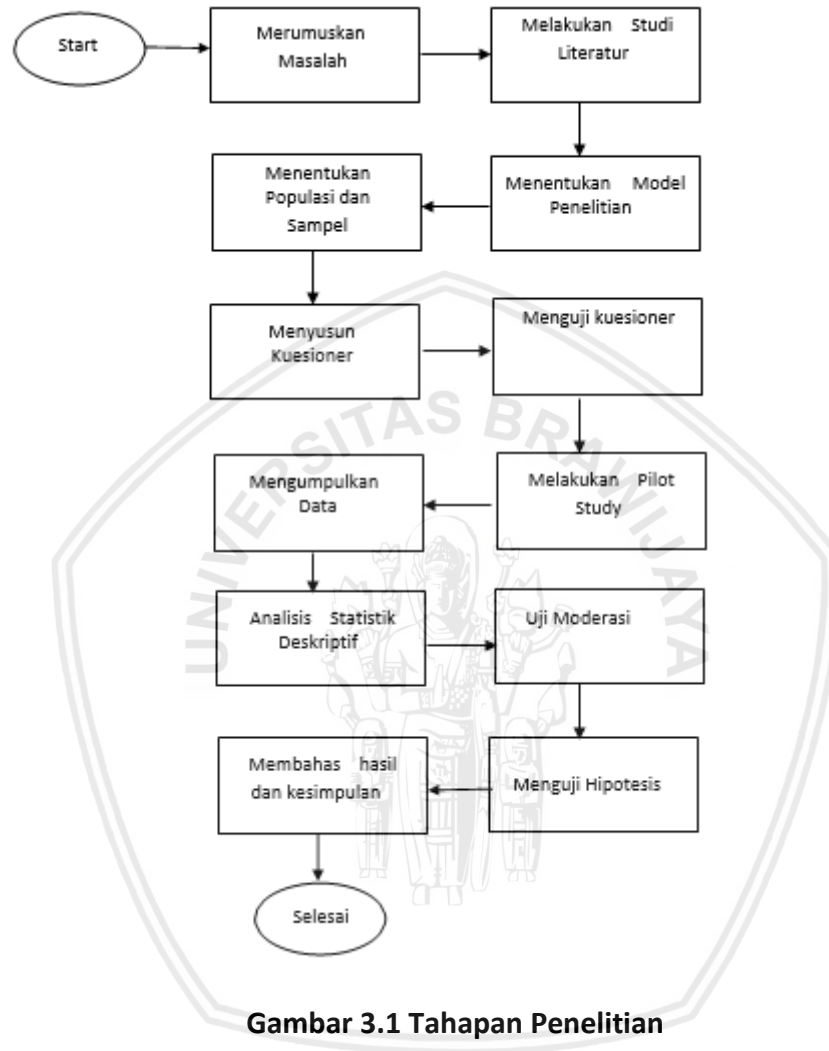 Start
Merumuskan
Masalah
Melakukan Studi
Literatur
Menentukan Model
Penelitian
Menentukan
Populasi dan
Sampel
Menyusun
Kuesioner
Menguji kuesioner
Melakukan Pilot
Study
Mengumpulkan
Data
Analisis Statistik
Deskriptif
Uji Moderasi
Menguji Hipotesis
Membahas hasil
dan kesimpulan
Selesai
UNIVERSITAS BRAWIJAYA
Gambar 3.1 Tahapan Penelitian